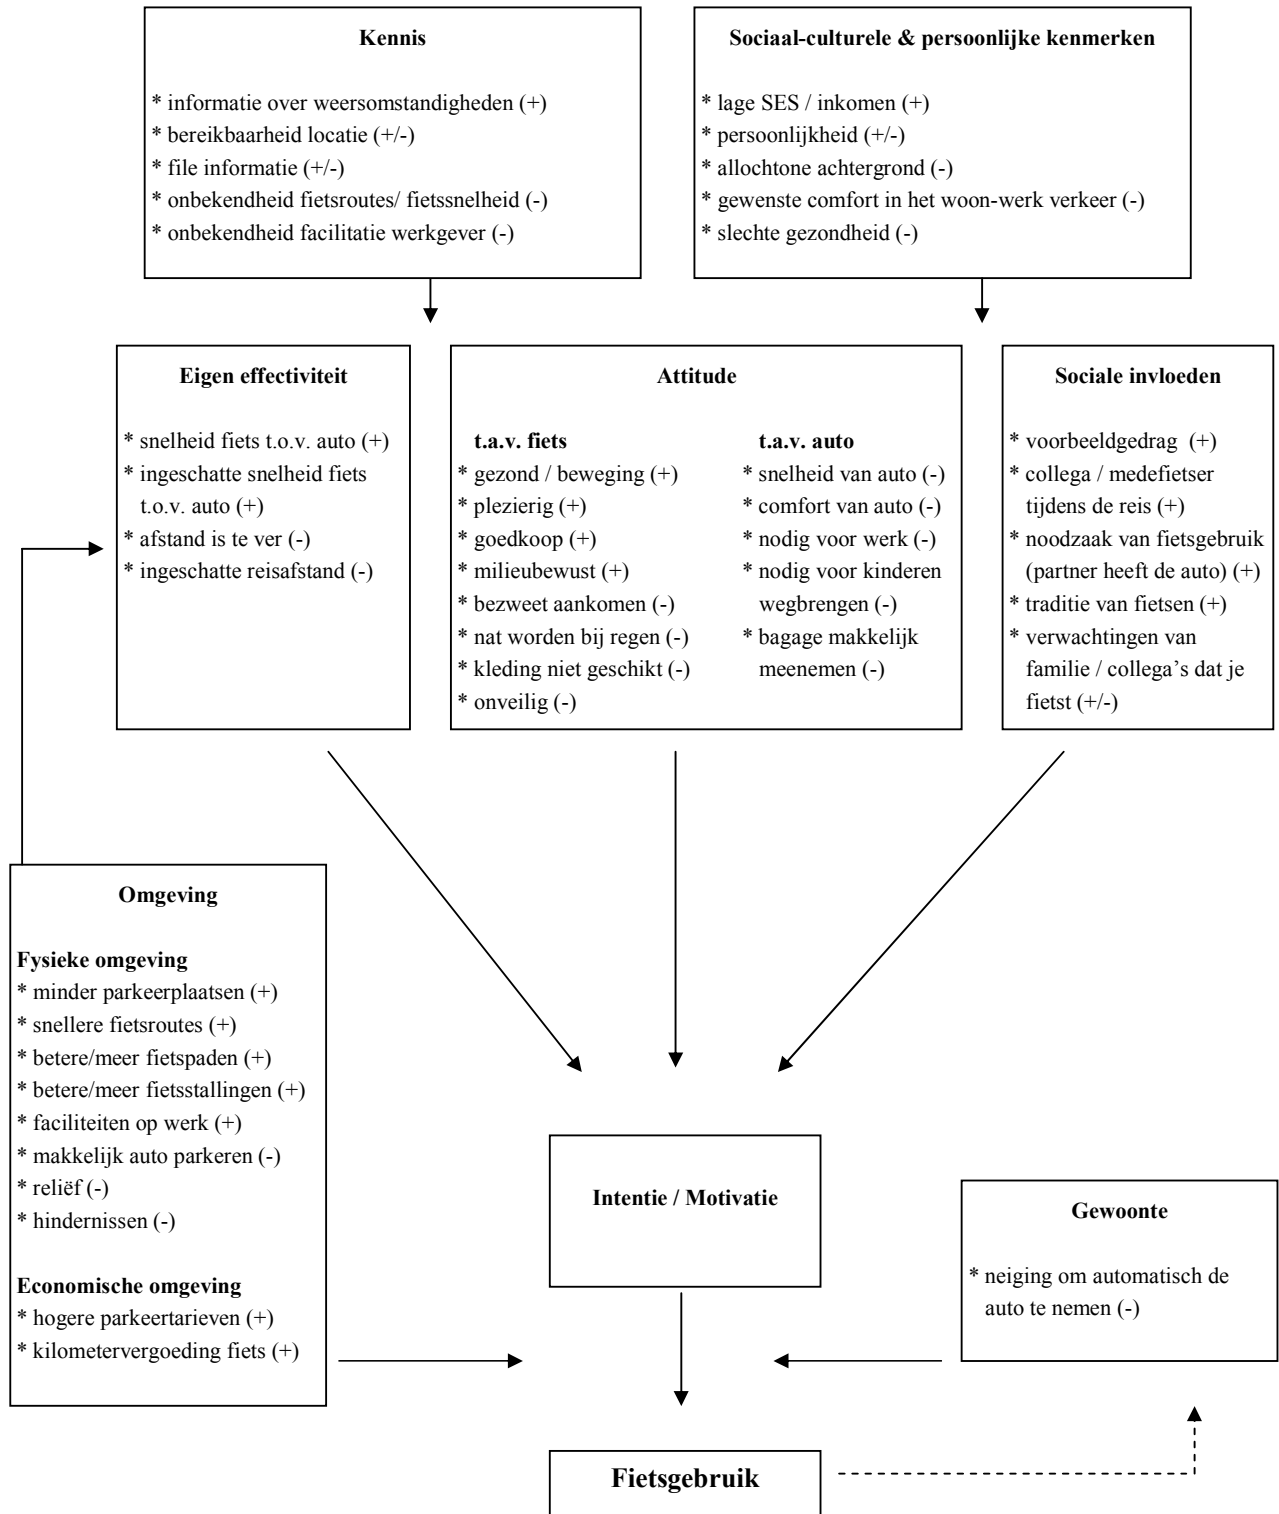 Kennis
* informatie over weersomstandigheden (+)
* bereikbaarheid locatie (+/-)
* file informatie (+/-)
* onbekendheid fietsroutes/ fietssnelheid (-)
* onbekendheid facilitatie werkgever (-)
Sociaal-culturele & persoonlijke kenmerken
* lage SES / inkomen (+)
* persoonlijkheid (+/-)
* allochtone achtergrond (-)
* gewenste comfort in het woon-werk verkeer (-)
* slechte gezondheid (-)
Eigen effectiviteit
* snelheid fiets t.o.v. auto (+)
* ingeschatte snelheid fiets
t.o.v. auto (+)
* afstand is te ver (-)
* ingeschatte reisafstand (-)
Attitude
t.a.v. fiets
* gezond / beweging (+)
* plezierig (+)
* goedkoop (+)
* milieubewust (+)
* bezweet aankomen (-)
* nat worden bij regen (-)
* kleding niet geschikt (-)
* onveilig (-)
t.a.v. auto
* snelheid van auto (-)
* comfort van auto (-)
* nodig voor werk (-)
* nodig voor kinderen
wegbrengen (-)
* bagage makkelijk
meenemen (-)
Sociale invloeden
* voorbeeldgedrag (+)
* collega / medefietser
tijdens de reis (+)
* noodzaak van fietsgebruik
(partner heeft de auto) (+)
* traditie van fietsen (+)
* verwachtingen van
familie / collega's dat je
fietst (+/-)
Omgeving
Fysieke omgeving
* minder parkeerplaatsen (+)
* snellere fietsroutes (+)
* betere/meer fietspaden (+)
* betere/meer fietsstallingen (+)
* faciliteiten op werk (+)
* makkelijk auto parkeren (-)
* reliëf (-)
* hindernissen (-)
Economische omgeving
* hogere parkeertarieven (+)
* kilometervergoeding fiets (+)
Intentie / Motivatie
Gewoonte
* neiging om automatisch de
auto te nemen (-)
Fietsgebruik